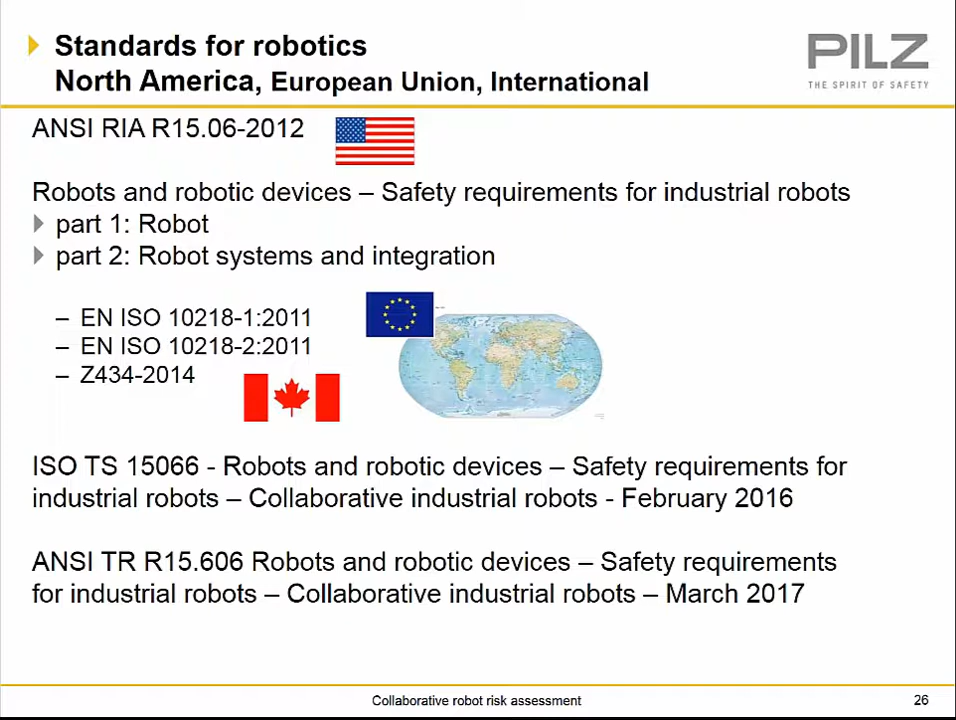 Standards for robotics
North America, European Union, International
PILZ
THE SPIRIT OF SAFETY
ANSI RIA R15.06-2012
Robots and robotic devices – Safety requirements for industrial robots
part 1: Robot
part 2: Robot systems and integration
– EN ISO 10218-1:2011
– EN ISO 10218-2:2011
– Z434-2014
ISO TS 15066 - Robots and robotic devices – Safety requirements for
industrial robots – Collaborative industrial robots - February 2016
ANSI TR R15.606 Robots and robotic devices – Safety requirements
for industrial robots – Collaborative industrial robots – March 2017
Collaborative robot risk assessment
26